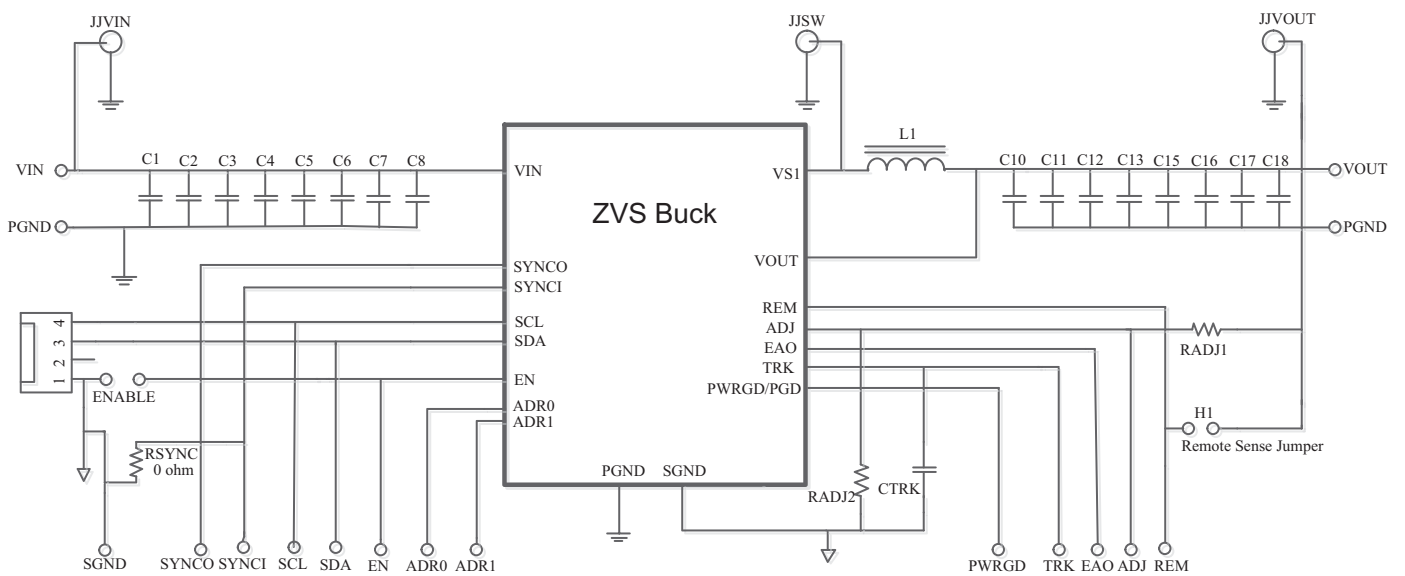 JJVIN
JJSW
JJVOUT
L1
C1 C2 C3 C4 C5 C6 C7 C8
C10 C11 C12 C13 C15 C16 C17 C18
VIN
VIN
VS1
VOUT
ZVS Buck
PGND
PGND
VOUT
SYNCO
SYNCI
REM
4
SCL
ADJ
3
SDA
EAO
RADJ1
2
TRK
1
EN
PWRGD/PGD
ENABLE
ADR0
ADR1
H1
RSYNC
0 ohm
Remote Sense Jumper
PGND
SGND
RADJ2
CTRK
SGND
SYNCO
SYNCI
SCL
SDA
EN
ADR0
ADR1
PWRGD
TRK
EAO
ADJ
REM